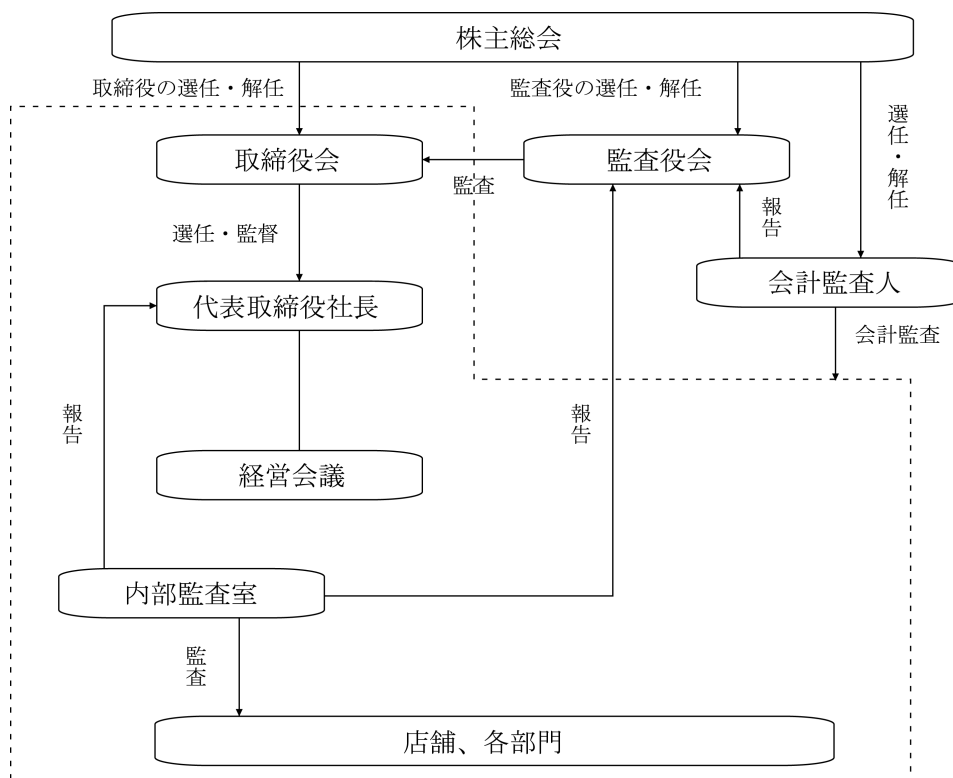 株主総会
取締役の選任・解任
監査役の選任・解任
選任・解任
取締役会
監査役会
監査
報告
選任・監督
会計監査人
代表取締役社長
会計監査
報告
報告
経営会議
内部監査室
監査
店舗、各部門